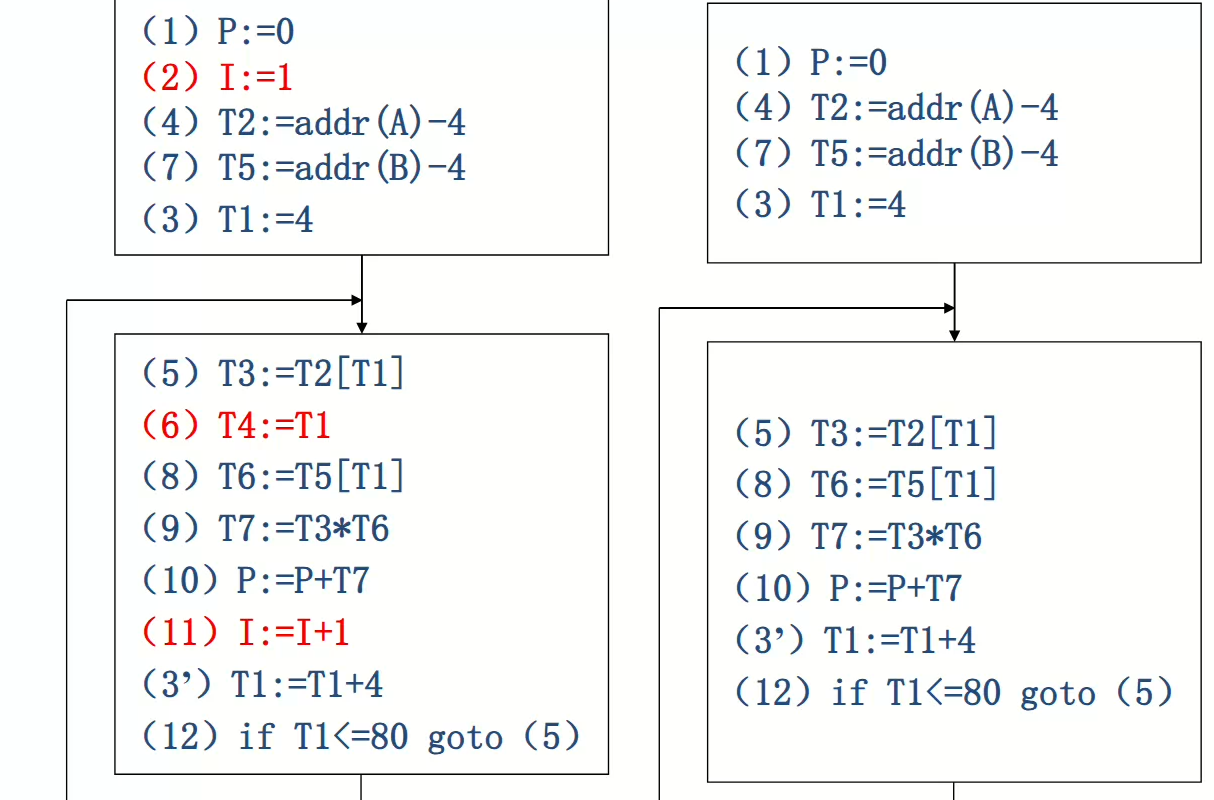 (1) P:=0
(2) I:=1
(4) T2:=addr(A)-4
(7) T5:=addr(B)-4
(3) T1:=4
(5) T3:=T2[T1]
(6) T4:=T1
(8) T6:=T5[T1]
(9) T7:=T3*T6
(10) P:=P+T7
(11) I:=I+1
(3’) T1:=T1+4
(12) if T1<=80 goto (5)
(1) P:=0
(4) T2:=addr(A)-4
(7) T5:=addr(B)-4
(3) T1:=4
(5) T3:=T2[T1]
(8) T6:=T5[T1]
(9) T7:=T3*T6
(10) P:=P+T7
(3’) T1:=T1+4
(12) if T1<=80 goto (5)